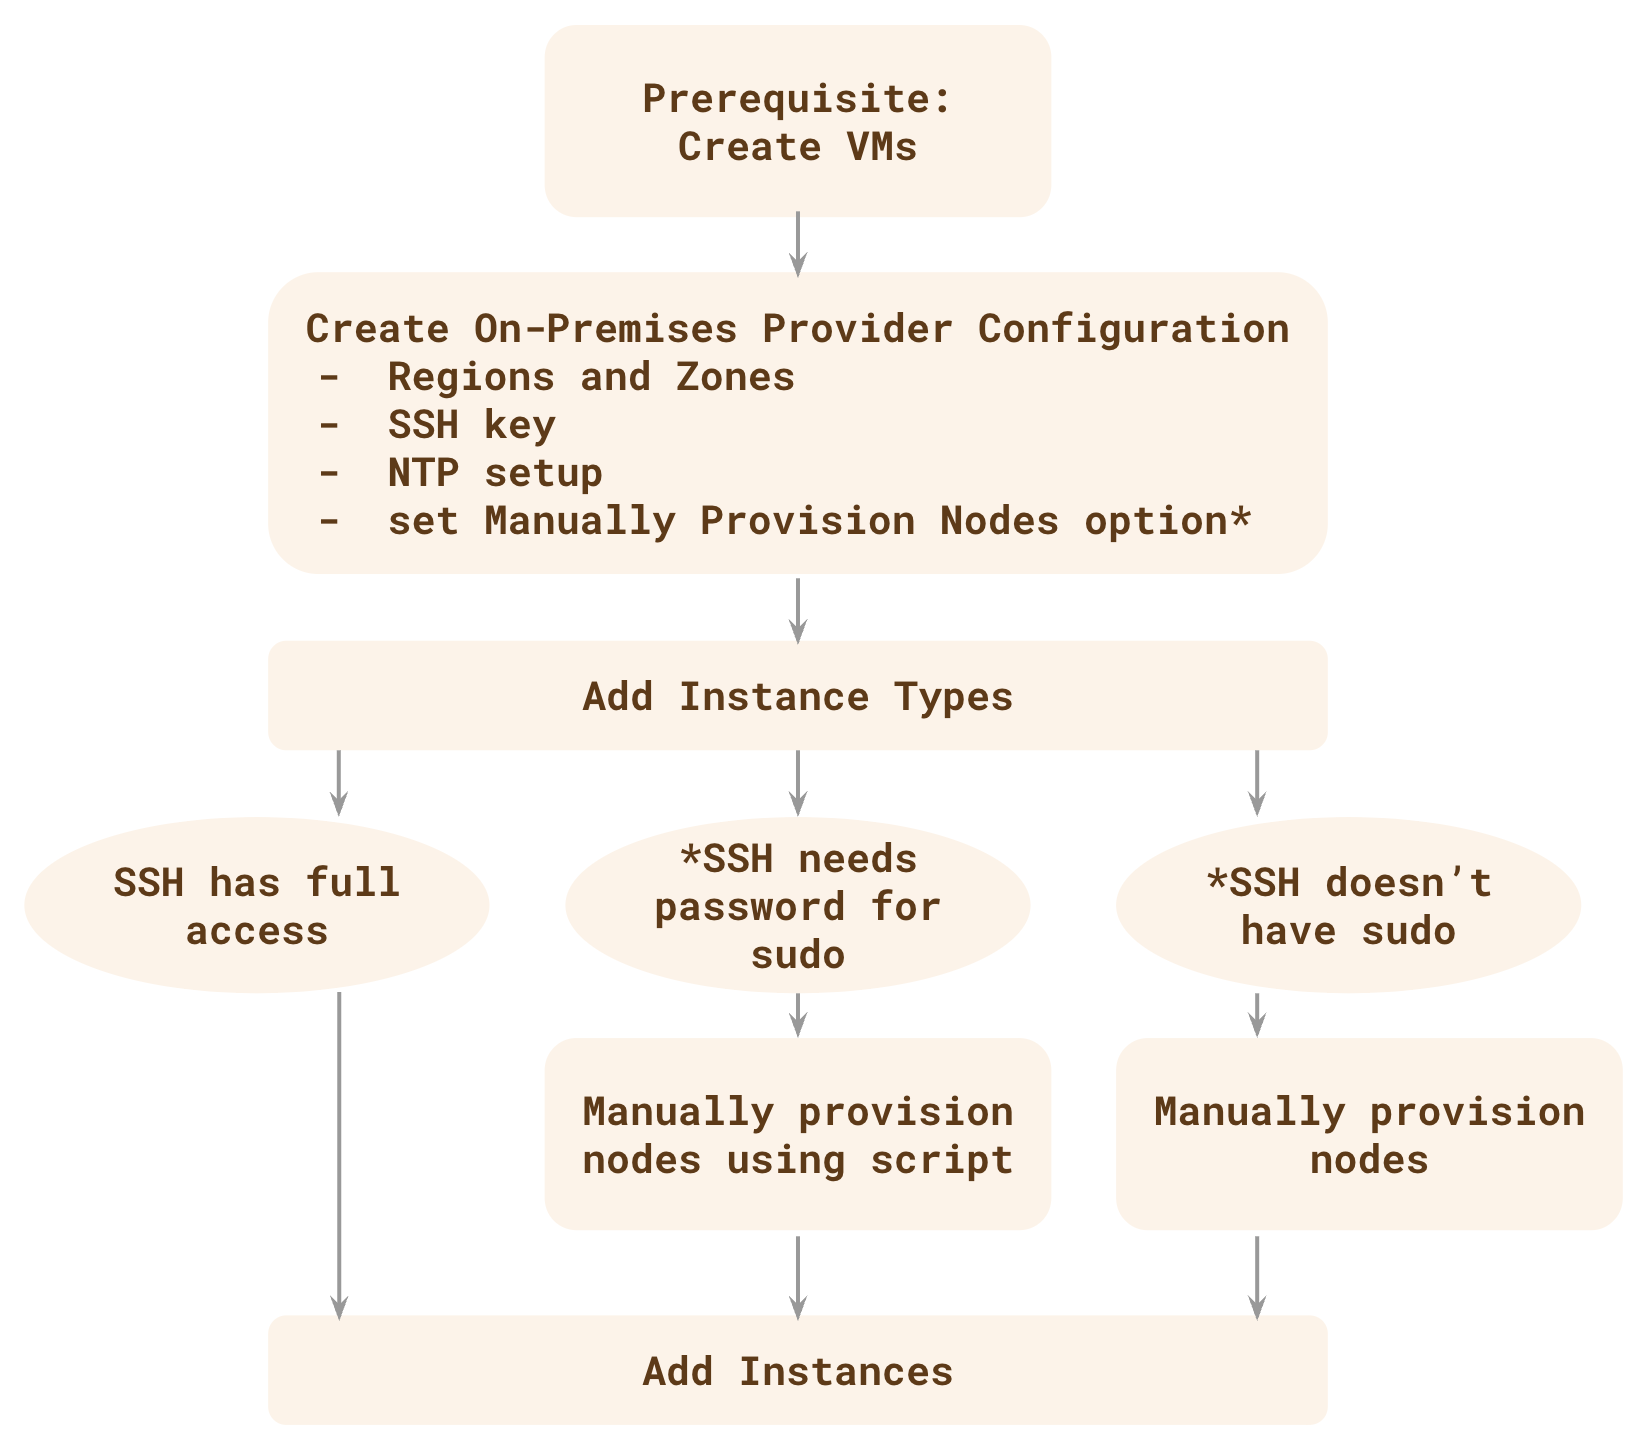 Prerequisite:
Create VMs
Create On-Premises Provider Configuration
- Regions and Zones
- SSH key
- NTP setup
- set Manually Provision Nodes option*
Add Instance Types
SSH has full
access
*SSH needs
password for
sudo
*SSH doesn’t
have sudo
Manually provision
nodes using script
Manually provision
nodes
Add Instances